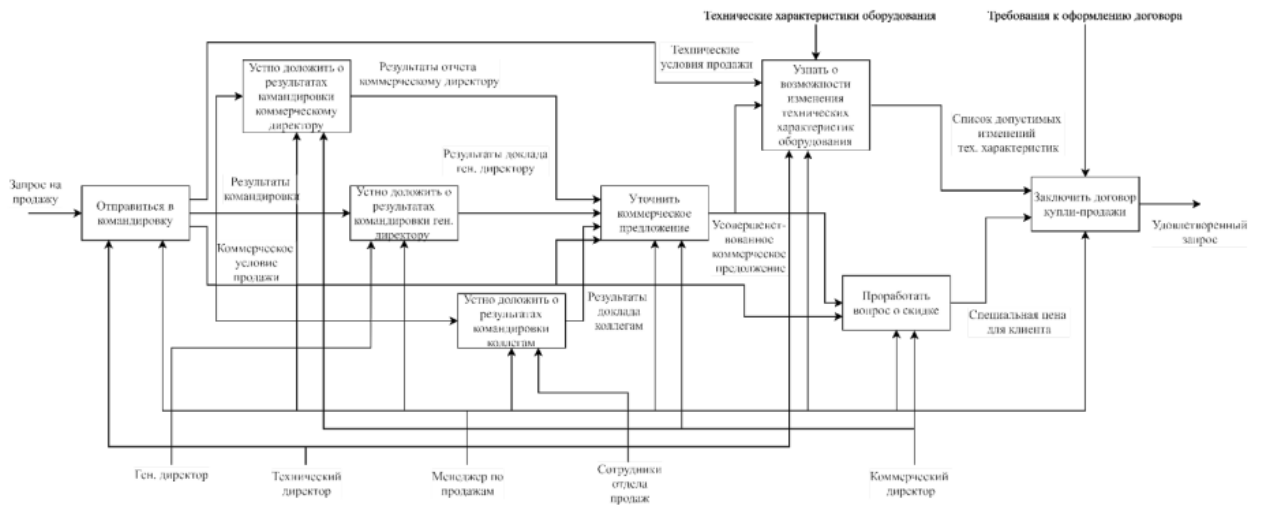 Технические характеристики оборудования
Требования к оформлению договора
Технические
условия продажи
Устно доложить о
результатах
командировки
коммерческому
директору
Результаты отчета
коммерческому директору
Узнать о
возможности
изменения
технических
характеристик
оборудования
Список допустимых
изменений
тех. характеристик
Результаты доклада
ген. директору
Запрос на
продажу
Отправиться в
командировку
Результаты
командировки
Устно доложить о
результатах
командировки ген.
директору
Уточнить
коммерческое
предложение
Заключить договор
купли-продажи
Удовлетворенный
запрос
Коммерческое
условие
продажи
Усовершенст-
вованное
коммерческое
предложение
Устно доложить о
результатах
командировки
коллегам
Результаты
доклада
коллегам
Проработать
вопрос о скидке
Специальная цена
для клиента
Ген. директор
Технический
директор
Менеджер по
продажам
Сотрудники
отдела
продаж
Коммерческий
директор